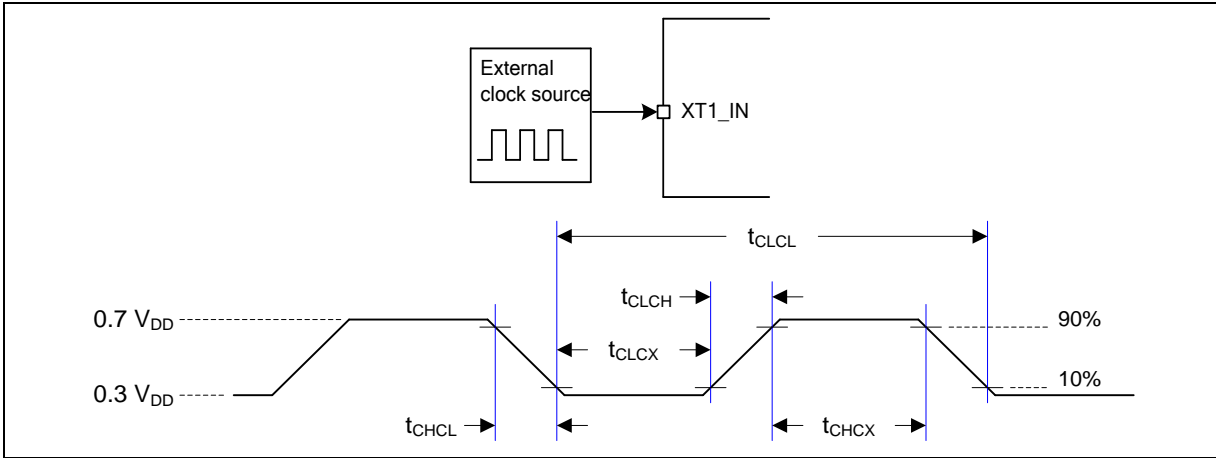 External
clock source
XT1_IN
tCLCL
tCLCH
0.7 VDD
90%
tCLCX
0.3 VDD
10%
tCHCL
tCHCX